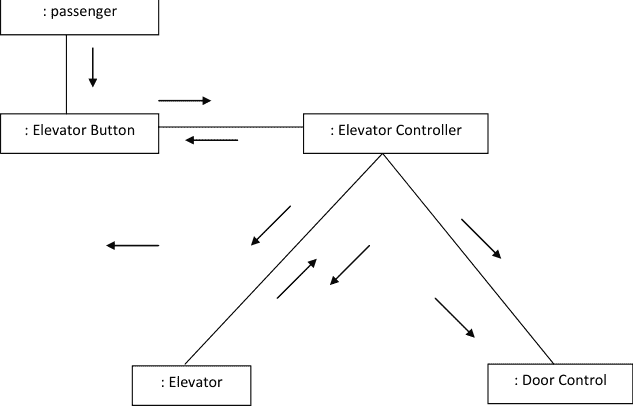 : passenger
: Elevator Button
: Elevator Controller
: Elevator
: Door Control